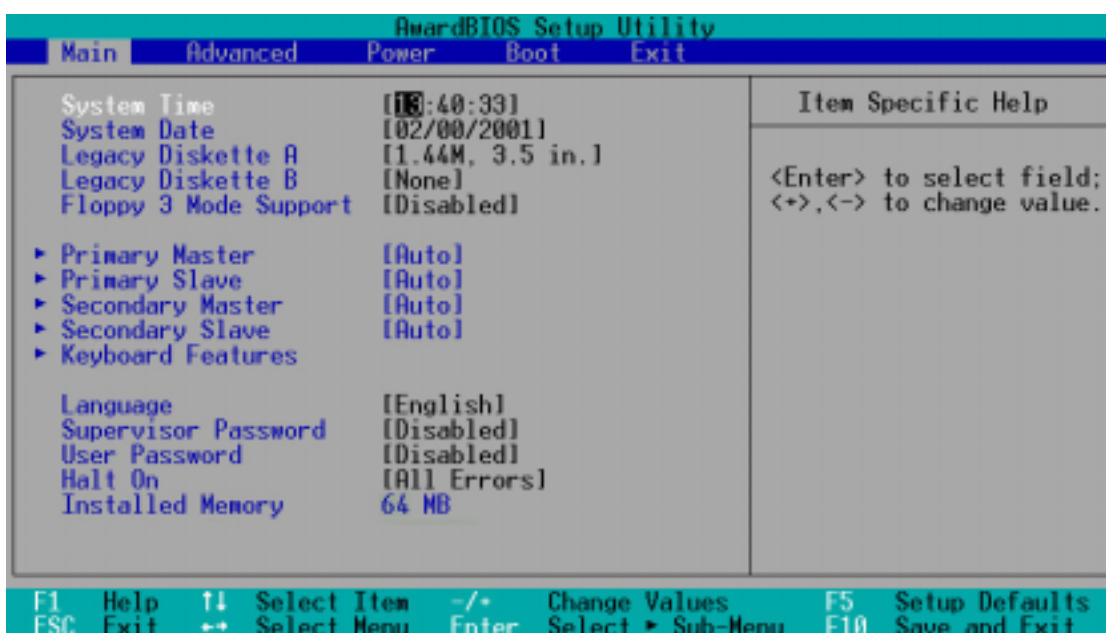 AwardBIOS Setup Utility
Main Advanced Power Boot Exit
System Time [13:40:33]
System Date [02/00/2001]
Legacy Diskette A [1.44M, 3.5 in.]
Legacy Diskette B [None]
Floppy 3 Mode Support [Disabled]
► Primary Master [Auto]
► Primary Slave [Auto]
► Secondary Master [Auto]
► Secondary Slave [Auto]
► Keyboard Features
Language [English]
Supervisor Password [Disabled]
User Password [Disabled]
Halt On [All Errors]
Installed Memory 64 MB
Item Specific Help
<Enter> to select field;
<+>,<-> to change value.
F1 Help ↑↓ Select Item -/+ Change Values F5 Setup Defaults
ESC Exit ←→ Select Menu Enter Select ► Sub-Menu F10 Save and Exit